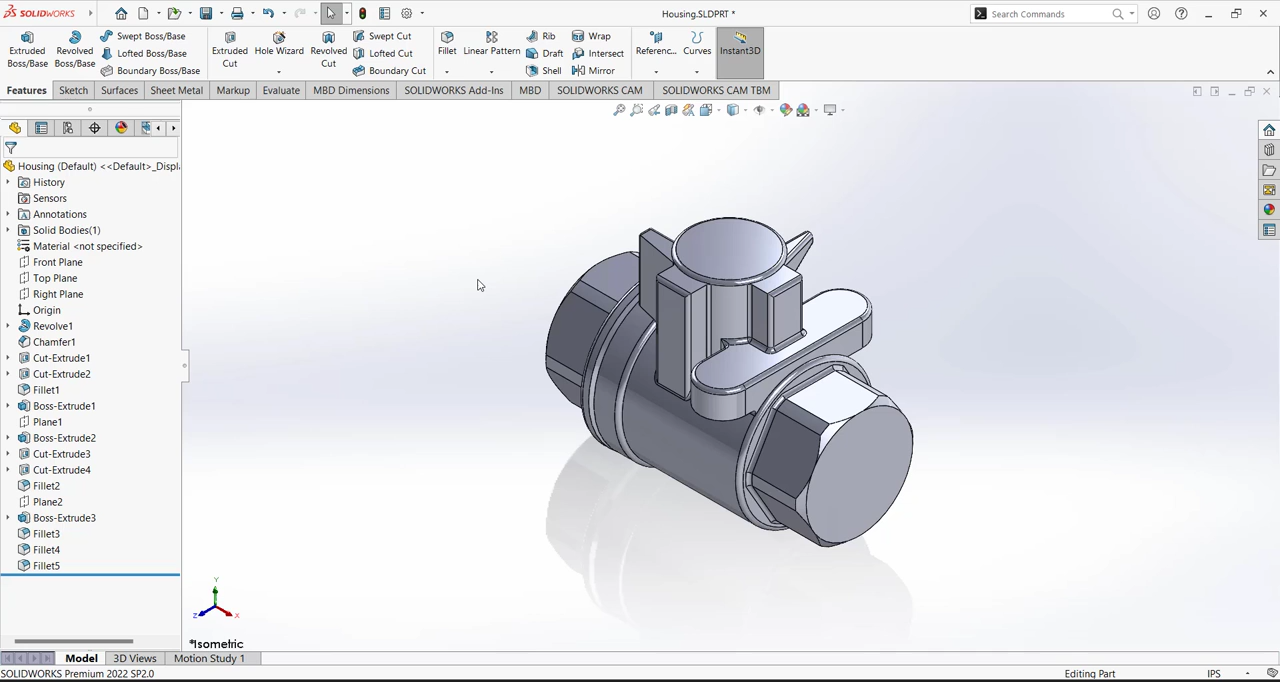 SOLIDWORKS
Housing.SLDPRT *
Search Commands
Extruded Boss/Base
Revolved Boss/Base
Swept Boss/Base
Lofted Boss/Base
Boundary Boss/Base
Extruded Cut
Hole Wizard
Revolved Cut
Swept Cut
Lofted Cut
Boundary Cut
Fillet
Linear Pattern
Rib
Draft
Shell
Wrap
Intersect
Mirror
Referenc...
Curves
Instant3D
Features
Sketch
Surfaces
Sheet Metal
Markup
Evaluate
MBD Dimensions
SOLIDWORKS Add-Ins
MBD
SOLIDWORKS CAM
SOLIDWORKS CAM TBM
Housing (Default) <<Default>_Displ
History
Sensors
Annotations
Solid Bodies(1)
Material <not specified>
Front Plane
Top Plane
Right Plane
Origin
Revolve1
Chamfer1
Cut-Extrude1
Cut-Extrude2
Fillet1
Boss-Extrude1
Plane1
Boss-Extrude2
Cut-Extrude3
Cut-Extrude4
Fillet2
Plane2
Boss-Extrude3
Fillet3
Fillet4
Fillet5
Y
Z
X
*Isometric
Model
3D Views
Motion Study 1
SOLIDWORKS Premium 2022 SP2.0
Editing Part
IPS